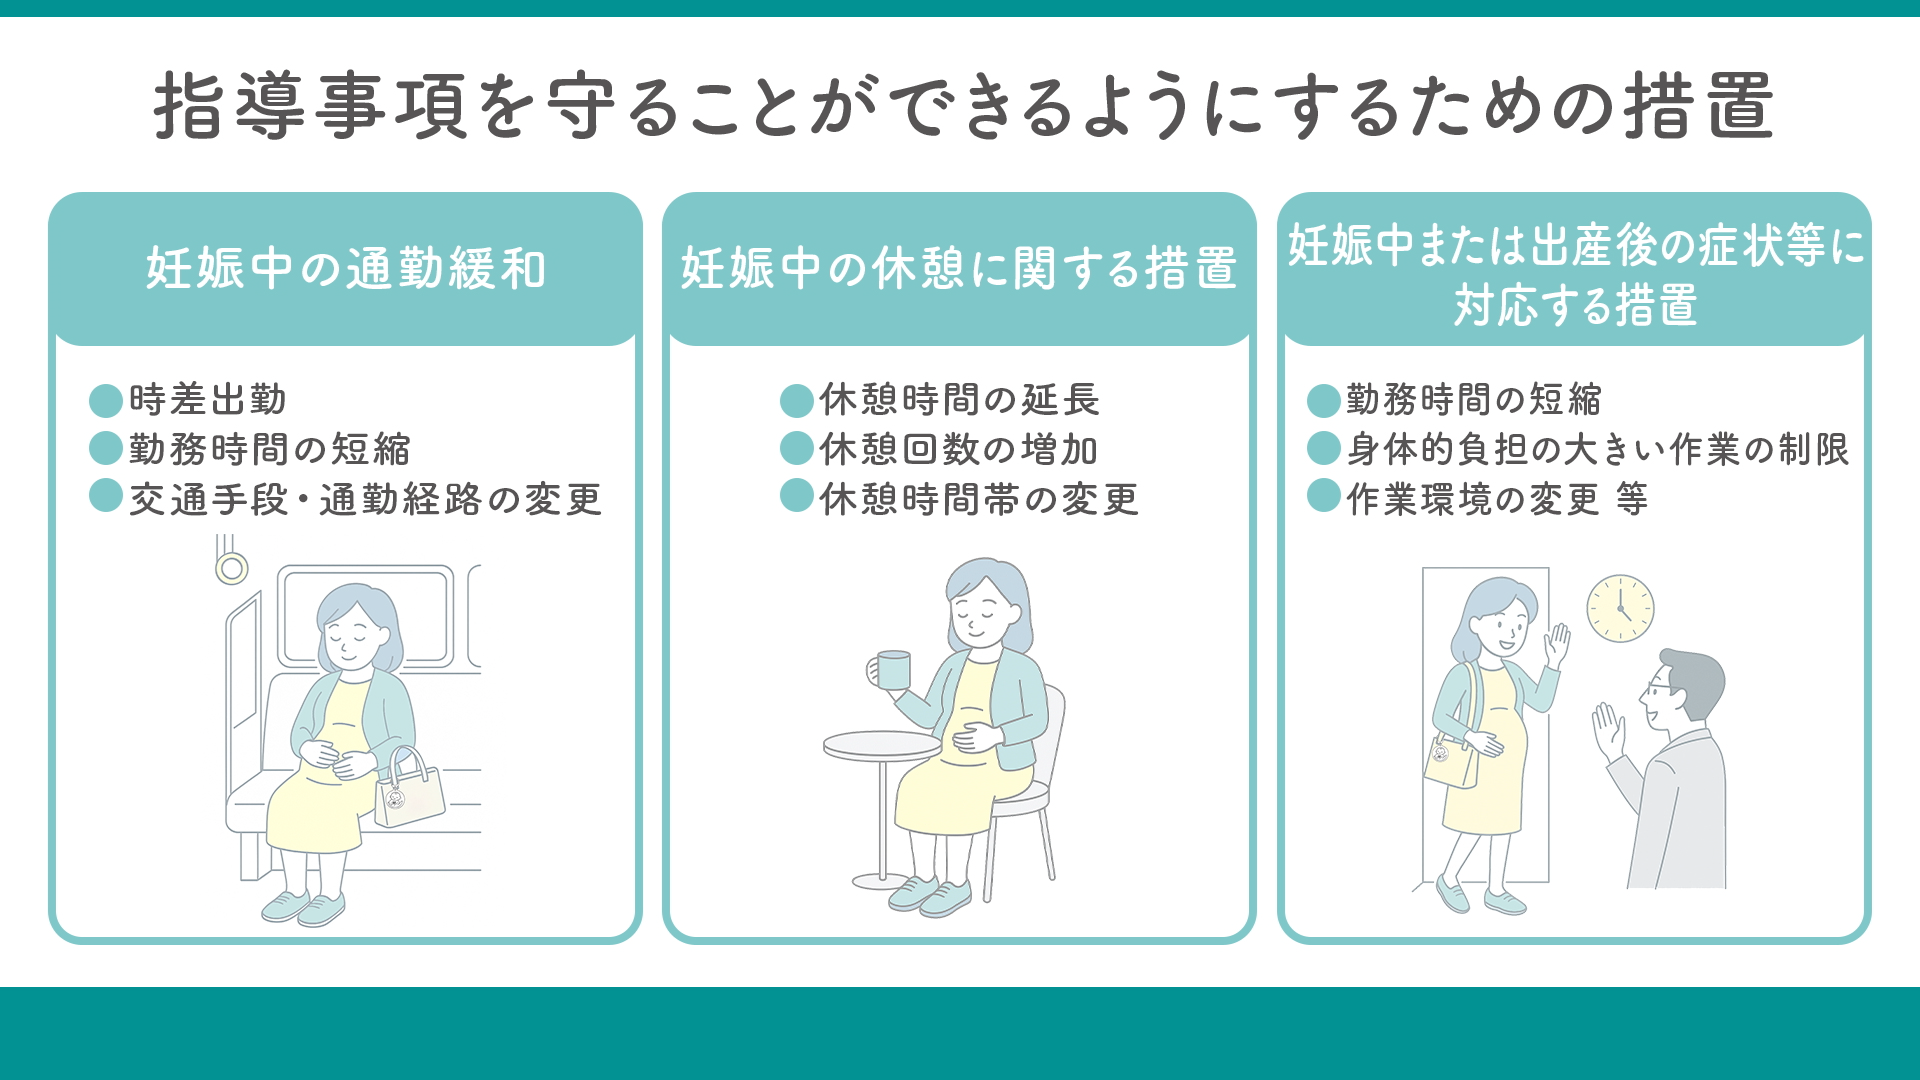 指導事項を守ることができるようにするための措置
妊娠中の通勤緩和
●時差出勤
●勤務時間の短縮
●交通手段・通勤経路の変更
妊娠中の休憩に関する措置
●休憩時間の延長
●休憩回数の増加
●休憩時間帯の変更
妊娠中または出産後の症状等に
対応する措置
●勤務時間の短縮
●身体的負担の大きい作業の制限
●作業環境の変更 等